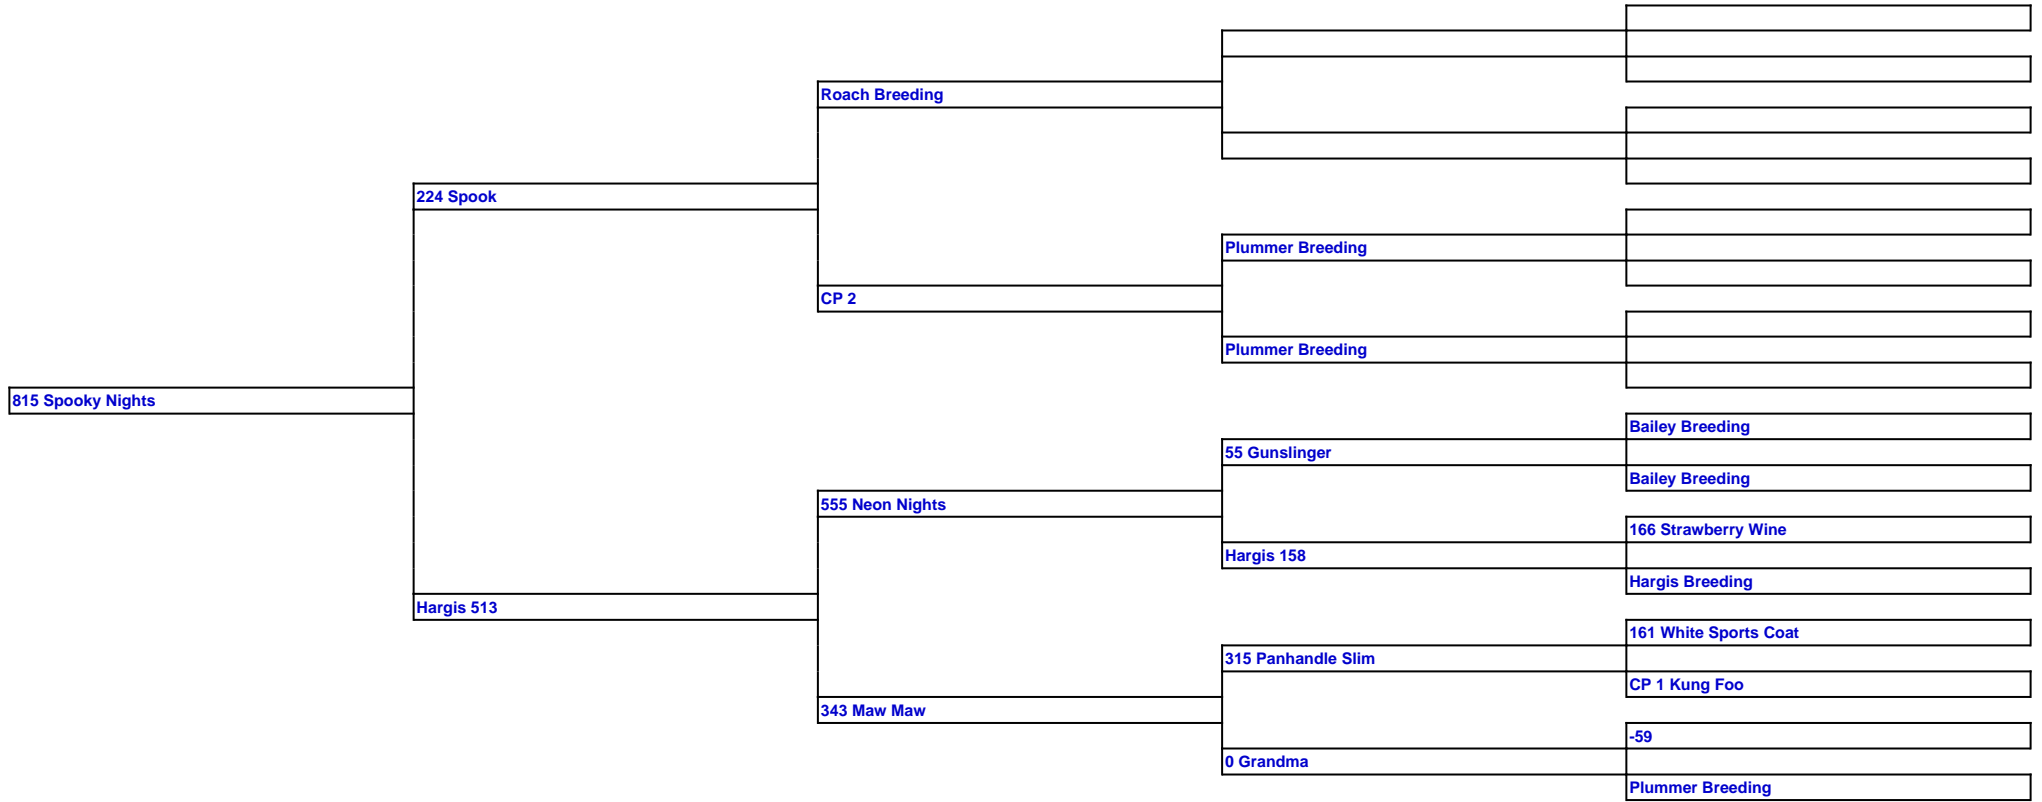 Roach Breeding
224 Spook
Plummer Breeding
CP 2
Plummer Breeding
815 Spooky Nights
Bailey Breeding
55 Gunslinger
Bailey Breeding
555 Neon Nights
166 Strawberry Wine
Hargis 158
Hargis Breeding
Hargis 513
161 White Sports Coat
315 Panhandle Slim
CP 1 Kung Foo
343 Maw Maw
-59
0 Grandma
Plummer Breeding